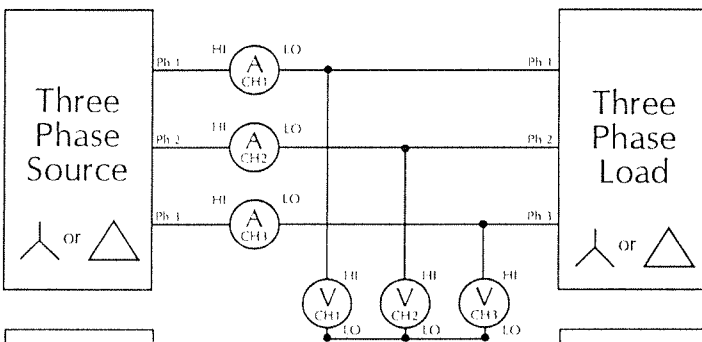 Ph 1 HI A CH1 LO Ph 1
Three Phase Source
Ph 2 HI A CH2 LO Ph 2
Three Phase Load
Ph 3 HI A CH3 LO Ph 3
or
or
HI HI HI
V CH1 V CH2 V CH3
LO LO LO